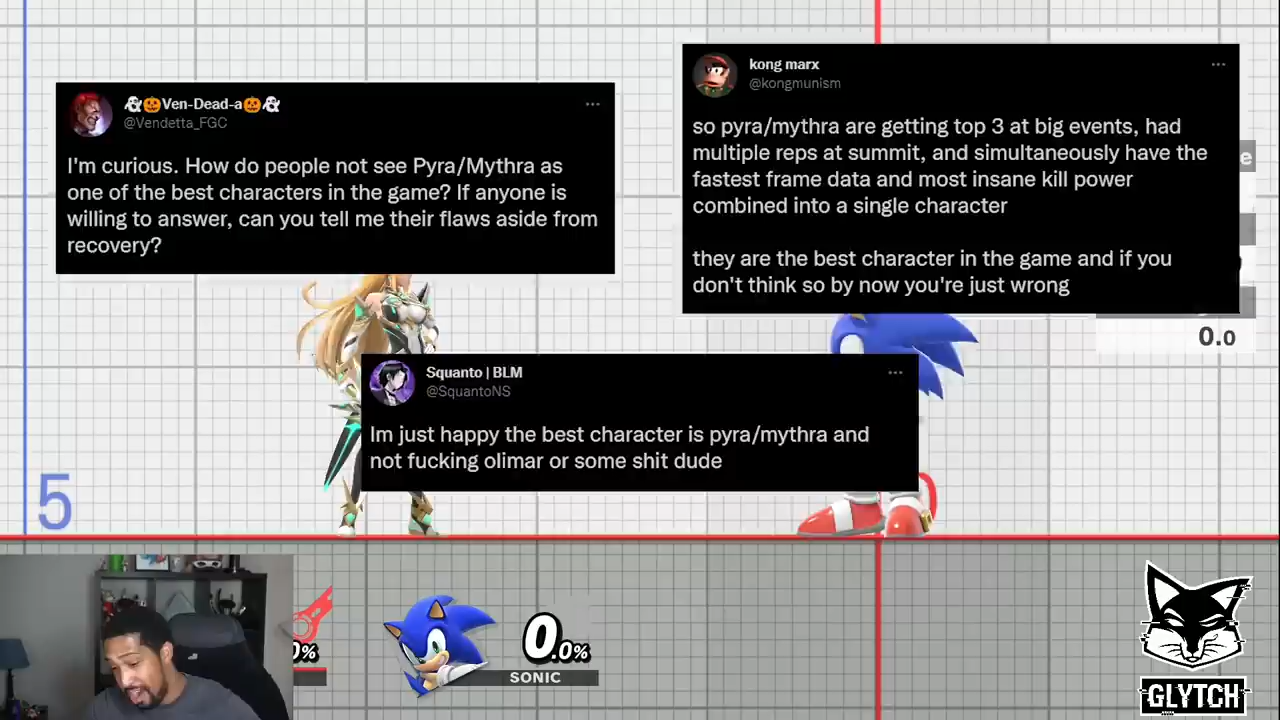 👻🎃Ven-Dead-a🎃👻
@Vendetta_FGC
I'm curious. How do people not see Pyra/Mythra as
one of the best characters in the game? If anyone is
willing to answer, can you tell me their flaws aside from
recovery?
kong marx
@kongmunism
so pyra/mythra are getting top 3 at big events, had
multiple reps at summit, and simultaneously have the
fastest frame data and most insane kill power
combined into a single character
they are the best character in the game and if you
don't think so by now you're just wrong
e
0.0
Squanto | BLM
@SquantoNS
Im just happy the best character is pyra/mythra and
not fucking olimar or some shit dude
5
0%
0.0%
SONIC
GLYTCH